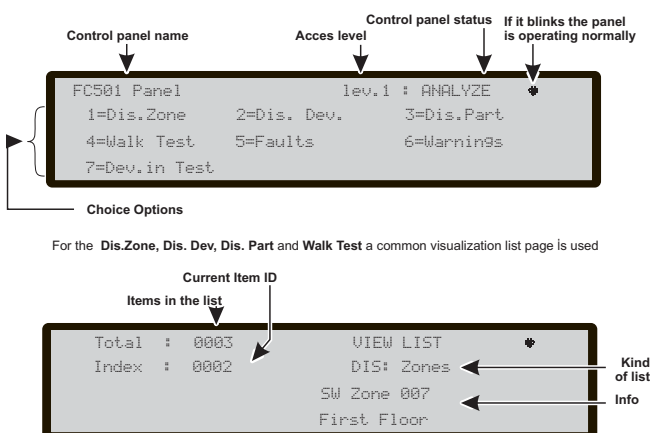 Control panel name
Acces level
Control panel status
If it blinks the panel
is operating normally
FC501 Panel lev.1 : ANALYZE *
1=Dis.Zone 2=Dis. Dev. 3=Dis.Part
4=Walk Test 5=Faults 6=Warnings
7=Dev.in Test
Choice Options
For the Dis.Zone, Dis. Dev, Dis. Part and Walk Test a common visualization list page is used
Current Item ID
Items in the list
Total : 0003 VIEW LIST *
Index : 0002 DIS: Zones
Kind
of list
SW Zone 007
Info
First Floor